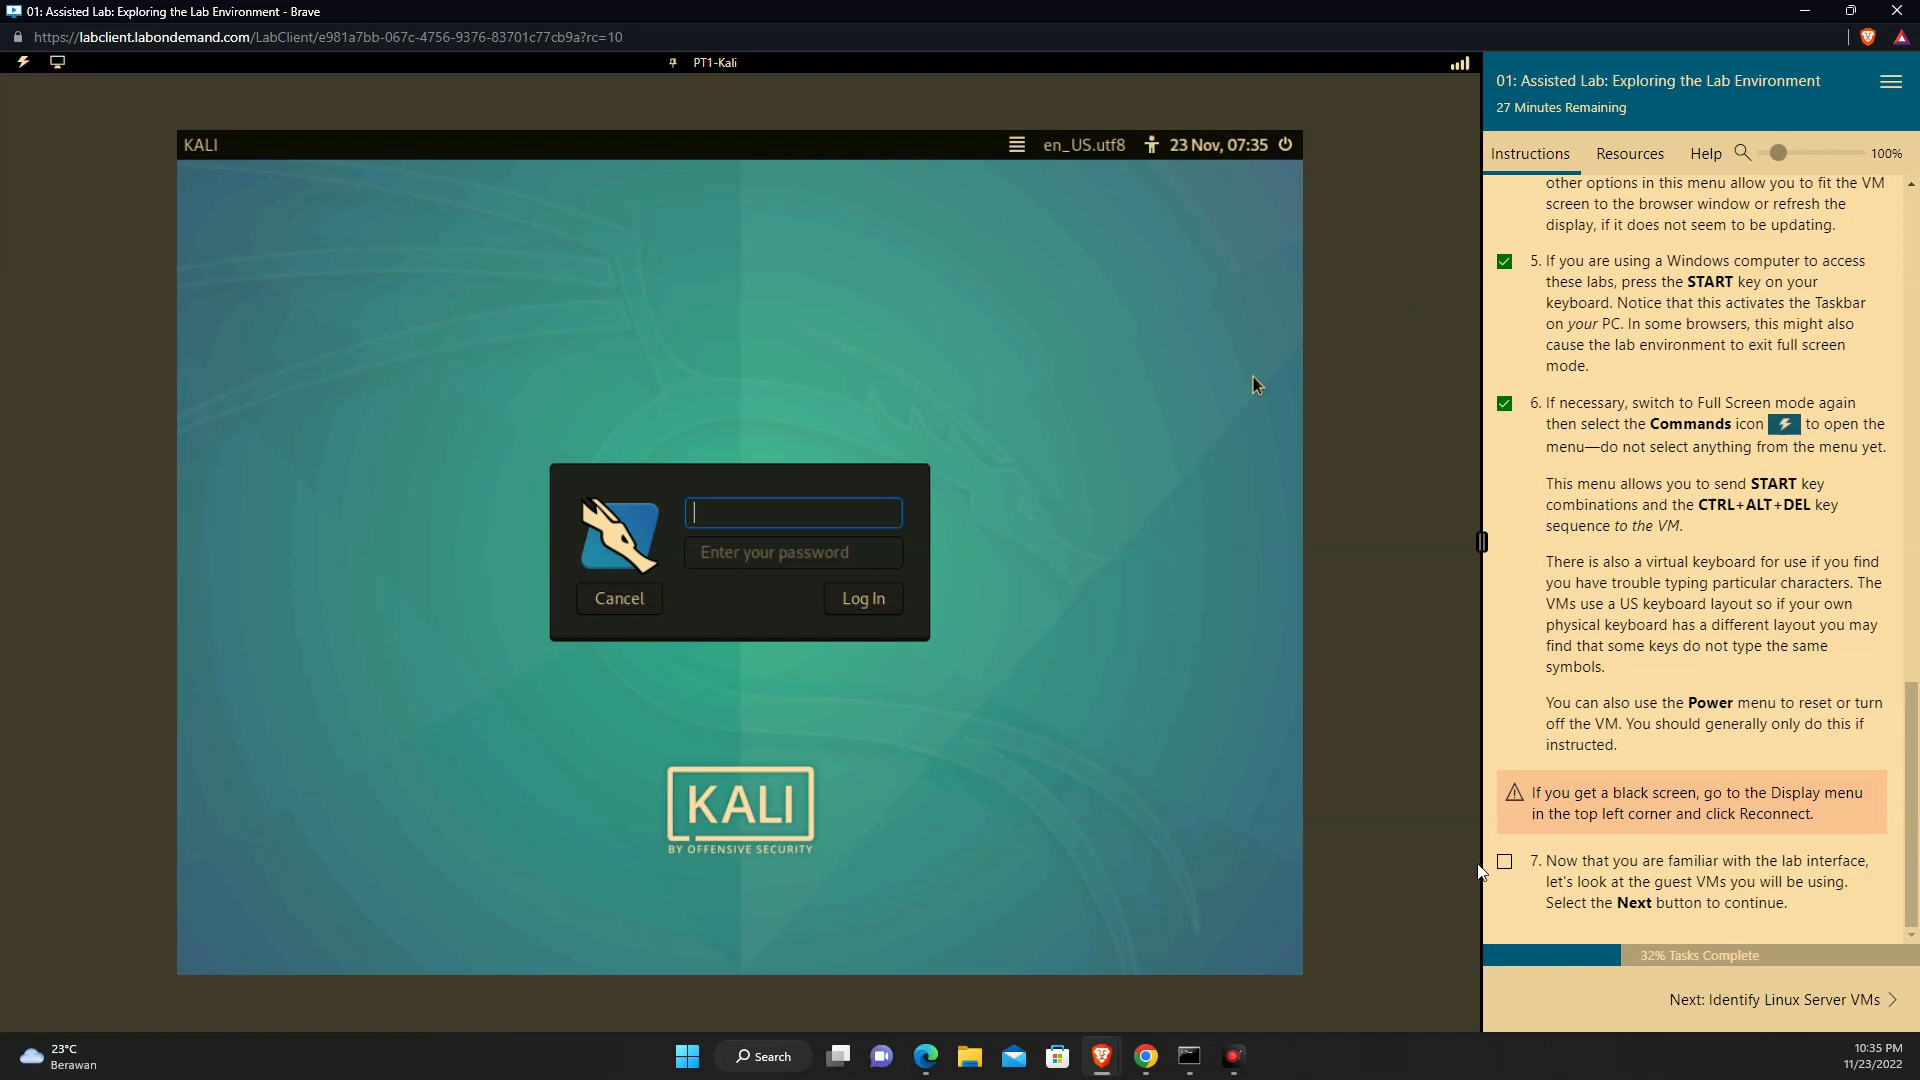 01: Assisted Lab: Exploring the Lab Environment - Brave
https://labclient.labondemand.com/LabClient/e981a7bb-067c-4756-9376-83701c77cb9a?rc=10
PT1-Kali
KALI
en_US.utf8
23 Nov, 07:35
Enter your password
Cancel
Log In
KALI
BY OFFENSIVE SECURITY
01: Assisted Lab: Exploring the Lab Environment
27 Minutes Remaining
Instructions
Resources
Help
100%
other options in this menu allow you to fit the VM
screen to the browser window or refresh the
display, if it does not seem to be updating.
5. If you are using a Windows computer to access
these labs, press the START key on your
keyboard. Notice that this activates the Taskbar
on your PC. In some browsers, this might also
cause the lab environment to exit full screen
mode.
6. If necessary, switch to Full Screen mode again
then select the Commands icon to open the
menu—do not select anything from the menu yet.
This menu allows you to send START key
combinations and the CTRL+ALT+DEL key
sequence to the VM.
There is also a virtual keyboard for use if you find
you have trouble typing particular characters. The
VMs use a US keyboard layout so if your own
physical keyboard has a different layout you may
find that some keys do not type the same
symbols.
You can also use the Power menu to reset or turn
off the VM. You should generally only do this if
instructed.
If you get a black screen, go to the Display menu
in the top left corner and click Reconnect.
7. Now that you are familiar with the lab interface,
let's look at the guest VMs you will be using.
Select the Next button to continue.
32% Tasks Complete
Next: Identify Linux Server VMs
23°C
Berawan
Search
10:35 PM
11/23/2022